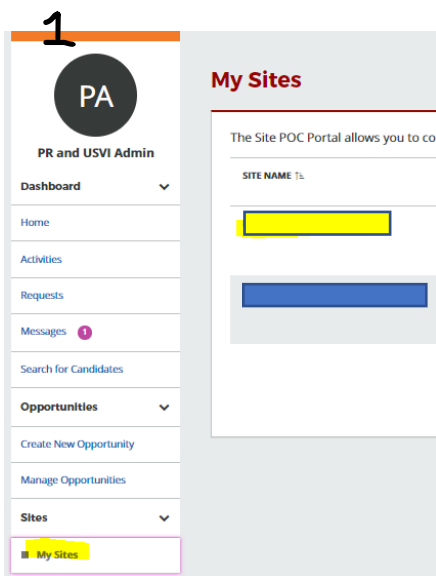 1
PA
PR and USVI Admin
Dashboard
Home
Activities
Requests
Messages 1
Search for Candidates
Opportunities
Create New Opportunity
Manage Opportunities
Sites
My Sites
My Sites
The Site POC Portal allows you to co
SITE NAME